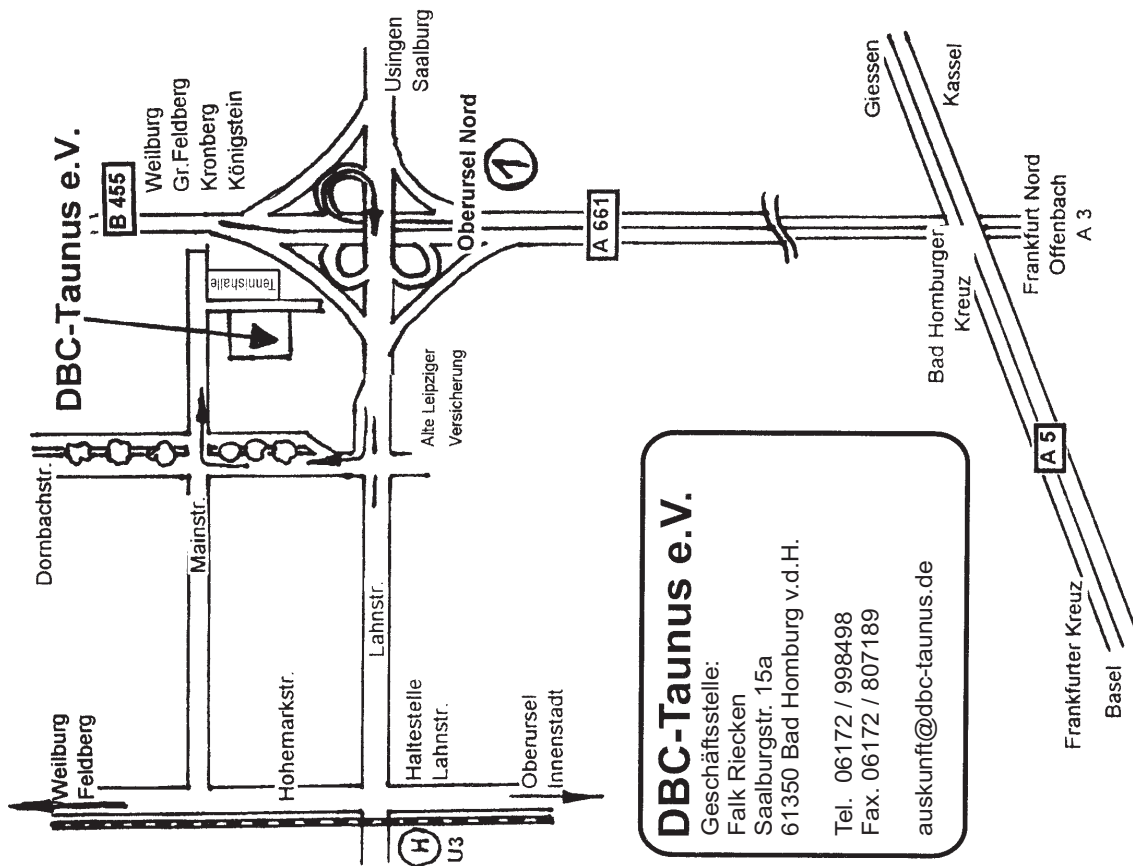 DBC-Taunus e.V.
B 455
Weilburg
Gr.Feldberg
Kronberg
Königstein
Usingen
Saalburg
Tennishalle
Oberursel Nord
1
A 661
Dornbachstr.
Mainstr.
Lahnstr.
Alte Leipziger
Versicherung
Weilburg
Feldberg
Hohemarkstr.
Haltestelle
Lahnstr.
Oberursel
Innenstadt
H
U3
Giessen
Kassel
Bad Homburger
Kreuz
Frankfurt Nord
Offenbach
A 3
A 5
Frankfurter Kreuz
Basel
DBC-Taunus e.V.
Geschäftsstelle:
Falk Riecken
Saalburgstr. 15a
61350 Bad Homburg v.d.H.
Tel. 06172 / 998498
Fax. 06172 / 807189
auskunft@dbc-taunus.de